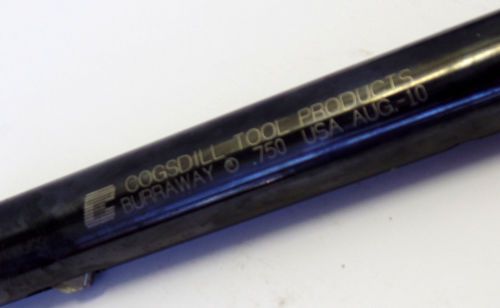 COGSDILL TOOL PRODUCTS
BURRAWAY © .750 USA AUG.-10